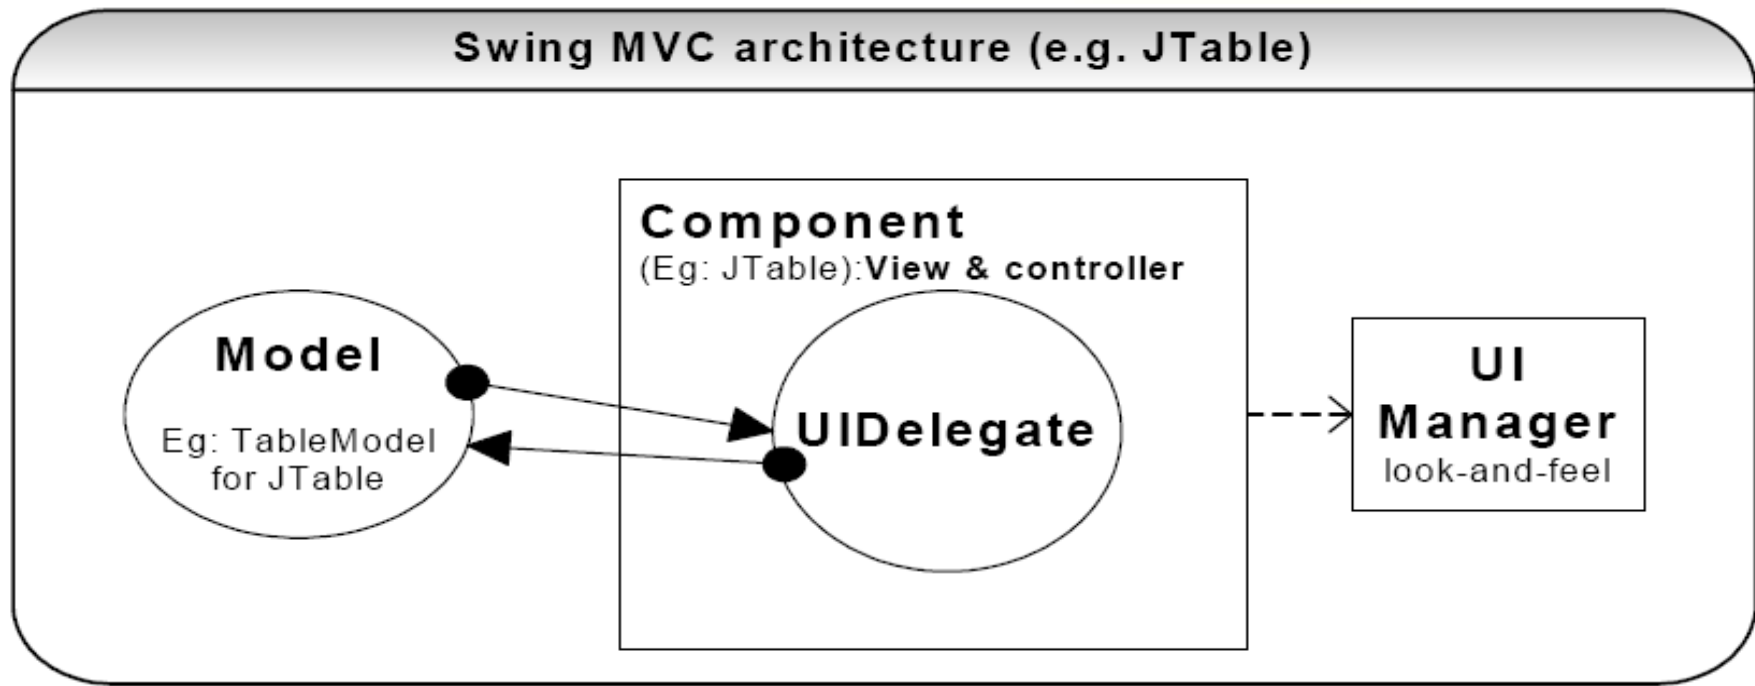 Swing MVC architecture (e.g. JTable)
Component
(Eg: JTable):View & controller
Model
Eg: TableModel
for JTable
UIDelegate
UI
Manager
look-and-feel